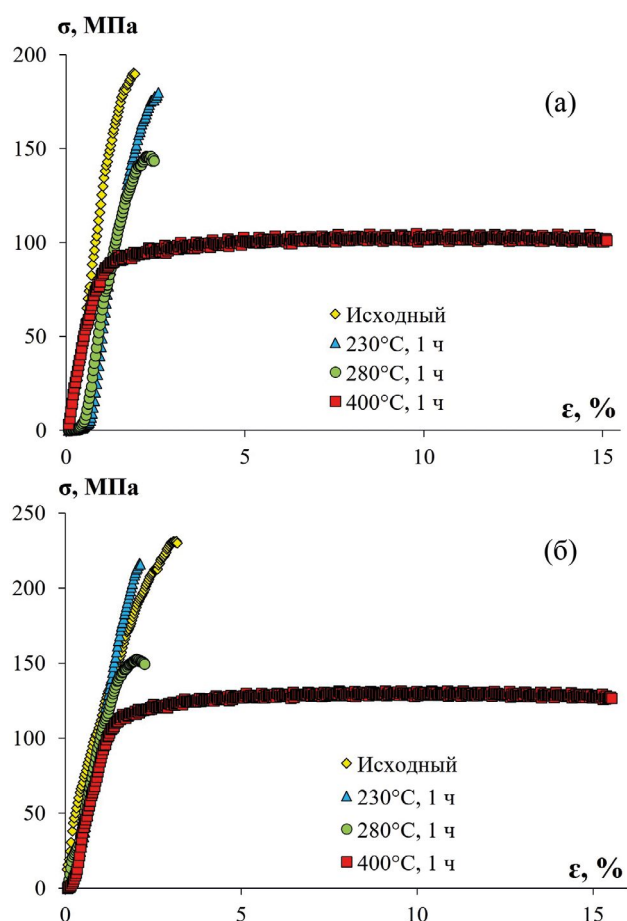 σ, МПа
200
(а)
150
100
Исходный
230°C, 1 ч
50
280°C, 1 ч
400°C, 1 ч
ε, %
0
0 5 10 15
σ, МПа
250
(б)
200
150
100
Исходный
230°C, 1 ч
50
280°C, 1 ч
400°C, 1 ч
ε, %
0
0 5 10 15